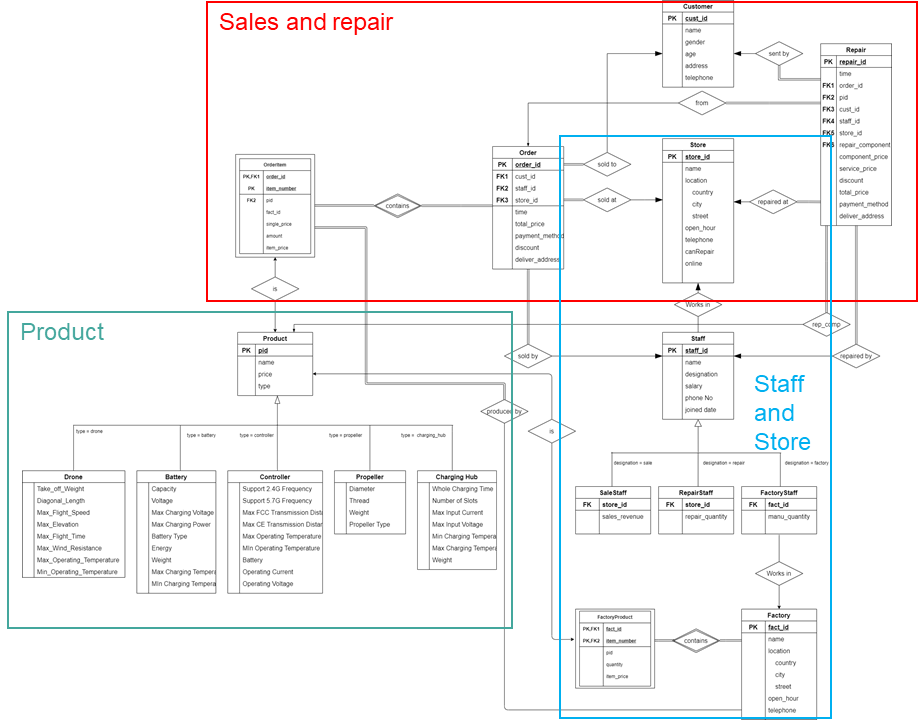 Sales and repair
Customer
PK cust_id
name
gender
age
address
telephone
sent by
Repair
PK repair_id
time
FK1 order_id
FK2 pid
FK3 cust_id
FK4 staff_id
FK5 store_id
FK6 repair_component
component_price
service_price
discount
total_price
payment_method
deliver_address
from
Order
PK order_id
FK1 cust_id
FK2 staff_id
FK3 store_id
time
total_price
payment_method
discount
deliver_address
sold to
sold at
Store
PK store_id
name
location
country
city
street
open_hour
telephone
canRepair
online
repaired at
OrderItem
PK,FK1 order_id
PK item_number
FK2 pid
fact_id
single_price
amount
item_price
contains
is
Works in
rep_comp
Product
Product
PK pid
name
price
type
sold by
Staff
PK staff_id
name
designation
salary
phone No
joined date
repaired by
Staff
and
Store
produced by
is
type = drone
type = battery
type = controller
type = propeller
type = charging_hub
designation = sale
designation = repair
designation = factory
Drone
Take_off_Weight
Diagonal_Length
Max_Flight_Speed
Max_Elevation
Max_Flight_Time
Max_Wind_Resistance
Max_Operating_Temperature
Min_Operating_Temperature
Battery
Capacity
Voltage
Max Charging Voltage
Max Charging Power
Battery Type
Energy
Weight
Max Charging Tempera
Min Charging Tempera
Controller
Support 2.4G Frequency
Support 5.7G Frequency
Max FCC Transmission Dista
Max CE Transmission Distan
Max Operating Temperature
MIn Operating Temperature
Battery
Operating Current
Operating Voltage
Propeller
Diameter
Thread
Weight
Propeller Type
Charging Hub
Whole Charging Time
Number of Slots
Max Input Current
Max Input Voltage
Min Charging Tempera
Max Charging Tempera
Weight
SaleStaff
FK store_id
sales_revenue
RepairStaff
FK store_id
repair_quantity
FactoryStaff
FK fact_id
manu_quantity
Works in
FactoryProduct
PK,FK1 fact_id
PK,FK2 item_number
pid
quantity
item_price
contains
Factory
PK fact_id
name
location
country
city
street
open_hour
telephone